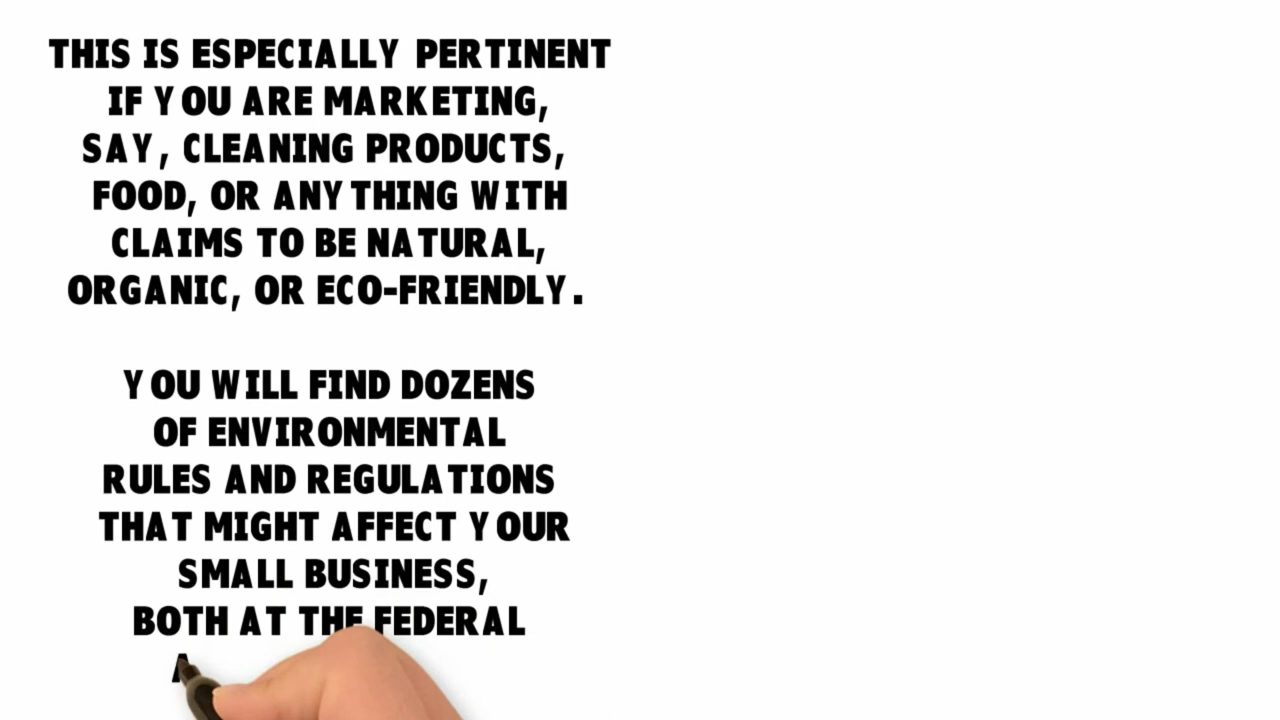 THIS IS ESPECIALLY PERTINENT
IF YOU ARE MARKETING,
SAY, CLEANING PRODUCTS,
FOOD, OR ANYTHING WITH
CLAIMS TO BE NATURAL,
ORGANIC, OR ECO-FRIENDLY.
YOU WILL FIND DOZENS
OF ENVIRONMENTAL
RULES AND REGULATIONS
THAT MIGHT AFFECT YOUR
SMALL BUSINESS,
BOTH AT THE FEDERAL